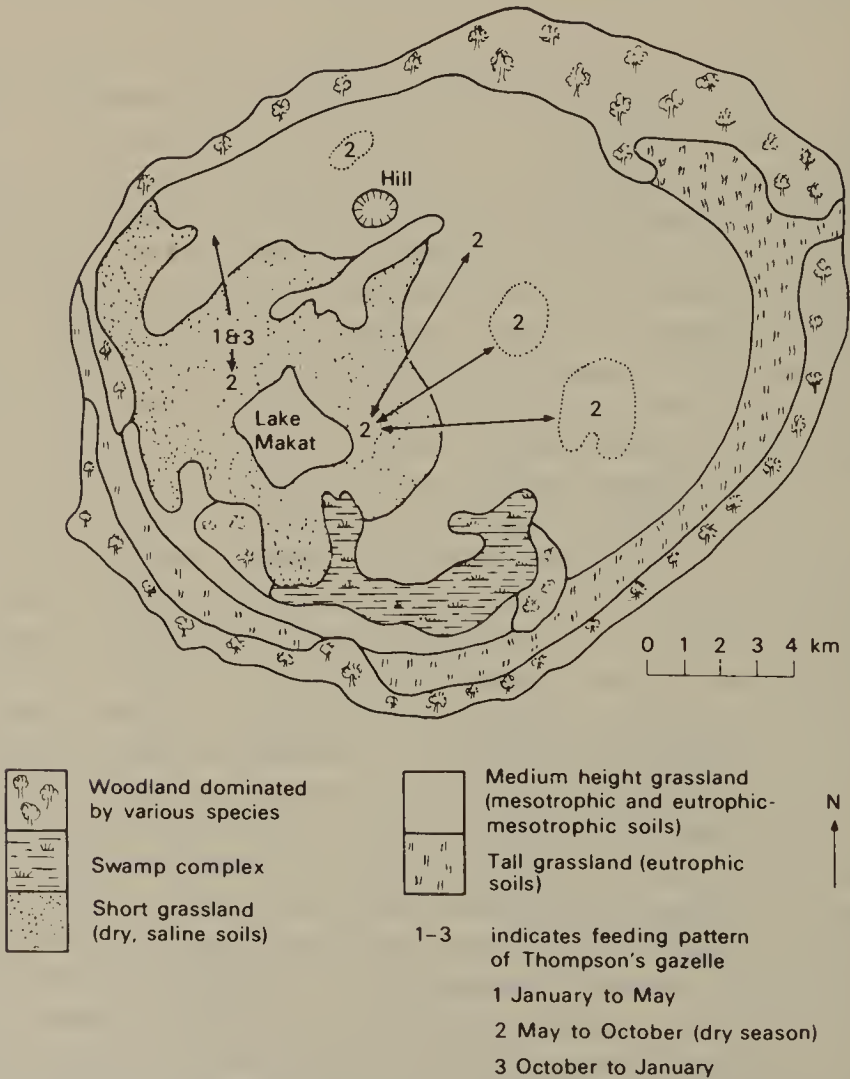 2
Hill
2
1&3
2
2
2
Lake
Makat
2
0 1 2 3 4 km
Woodland dominated
by various species
Swamp complex
Short grassland
(dry, saline soils)
Medium height grassland
(mesotrophic and eutrophic-
mesotrophic soils)
Tall grassland (eutrophic
soils)
N
1-3 indicates feeding pattern
of Thompson's gazelle
1 January to May
2 May to October (dry season)
3 October to January